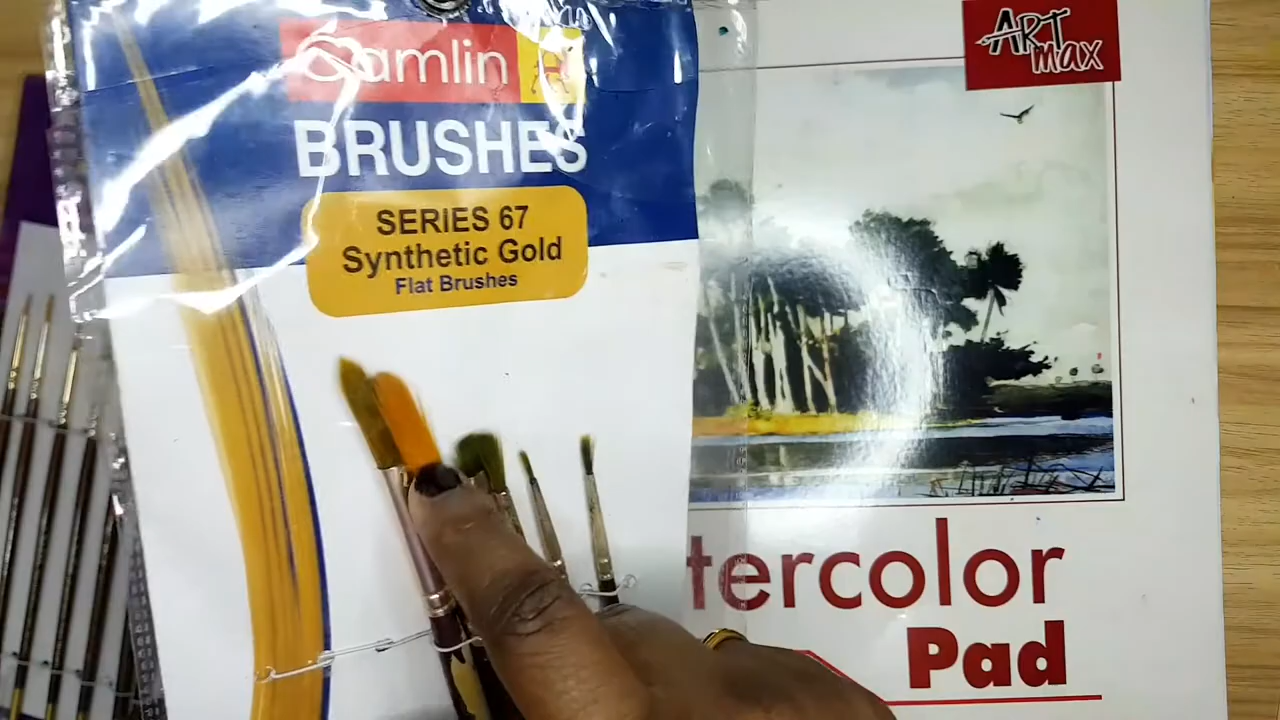 Camlin
BRUSHES
SERIES 67
Synthetic Gold
Flat Brushes
ART
max
tercolor
Pad